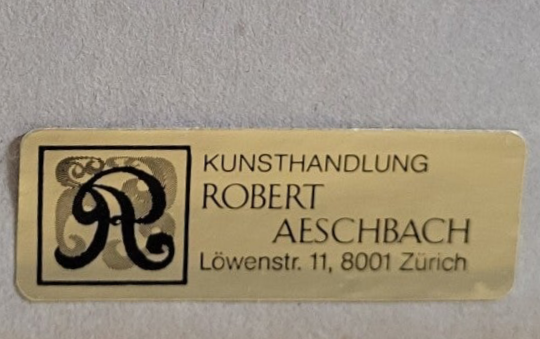 R
KUNSTHANDLUNG
ROBERT
AESCHBACH
Löwenstr. 11, 8001 Zürich